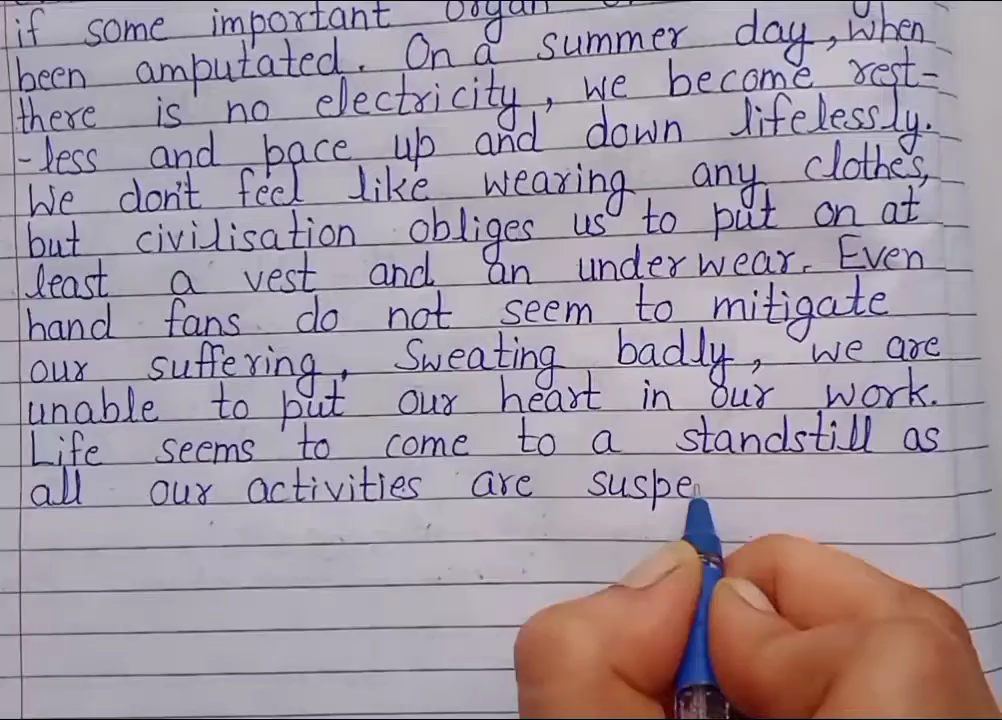 if some important organ
been amputated. On a summer day, when
there is no electricity, we become rest-
-less and pace up and down lifelessly.
We don't feel like wearing any clothes,
but civilisation obliges us to put on at
least a vest and an underwear. Even
hand fans do not seem to mitigate
our suffering. Sweating badly, we are
unable to put our heart in our work.
Life seems to come to a standstill as
all our activities are suspe